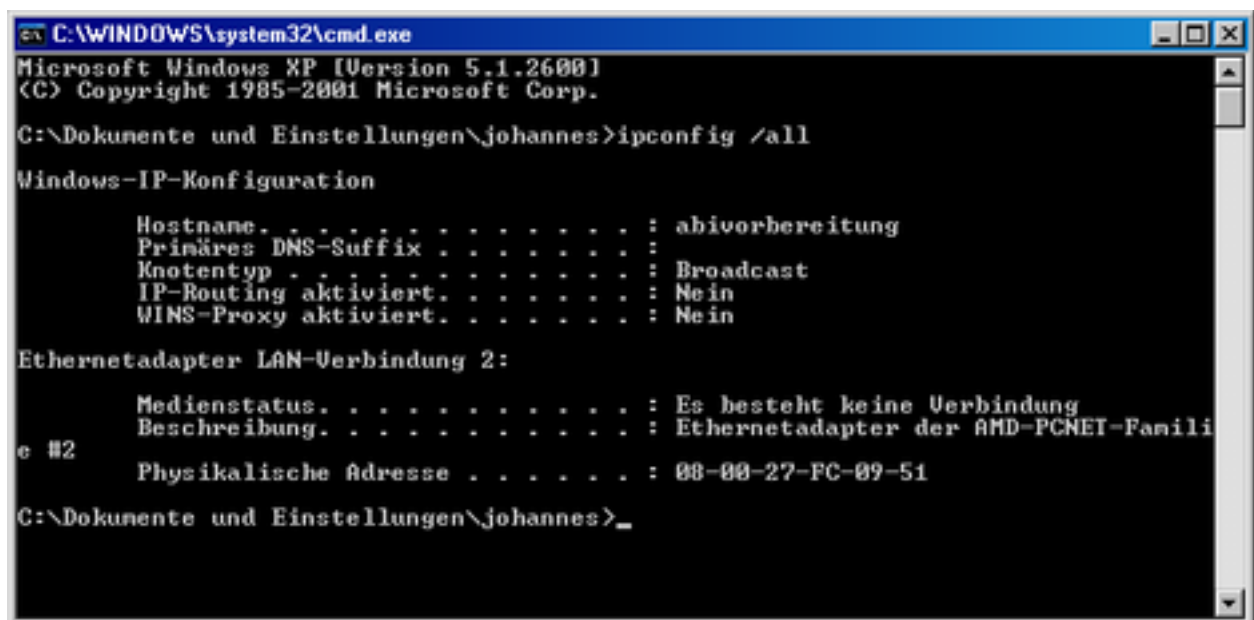 C:\WINDOWS\system32\cmd.exe
Microsoft Windows XP [Version 5.1.2600]
(C) Copyright 1985-2001 Microsoft Corp.
C:\Dokumente und Einstellungen\johannes>ipconfig /all
Windows-IP-Konfiguration
Hostname. . . . . . . . . . . . . : abivorbereitung
Primäres DNS-Suffix . . . . . . . :
Knotentyp . . . . . . . . . . . . : Broadcast
IP-Routing aktiviert. . . . . . . : Nein
WINS-Proxy aktiviert. . . . . . . : Nein
Ethernetadapter LAN-Verbindung 2:
Medienstatus. . . . . . . . . . . : Es besteht keine Verbindung
Beschreibung. . . . . . . . . . . : Ethernetadapter der AMD-PCNET-Famili
e #2
Physikalische Adresse . . . . . . : 08-00-27-FC-09-51
C:\Dokumente und Einstellungen\johannes>_